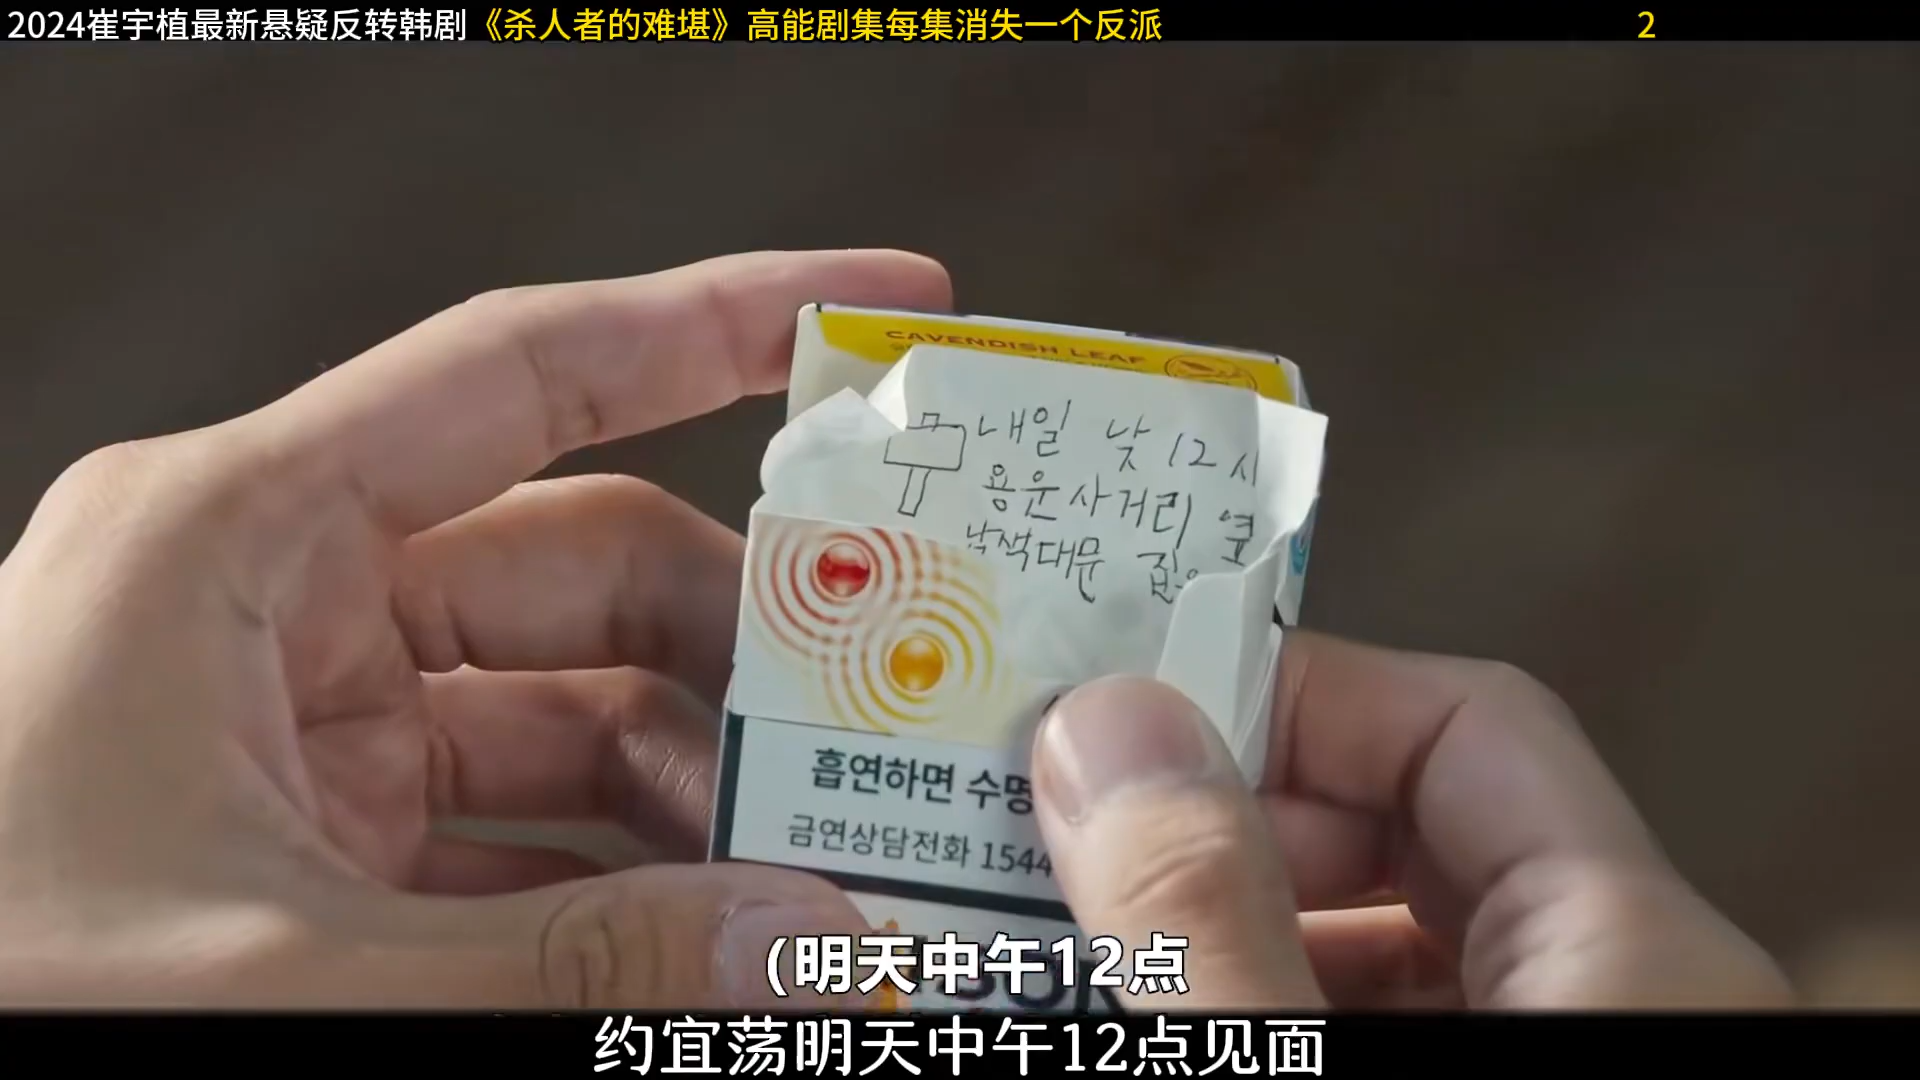 2024崔宇植最新悬疑反转韩剧《杀人者的难堪》高能剧集每集消失一个反派
2
CAVENDISH LEAF
내일 낮 12시
용운사거리 옆
남색대문 집
흡연하면 수명
금연상담전화 1544
(明天中午12点
约宜荡明天中午12点见面